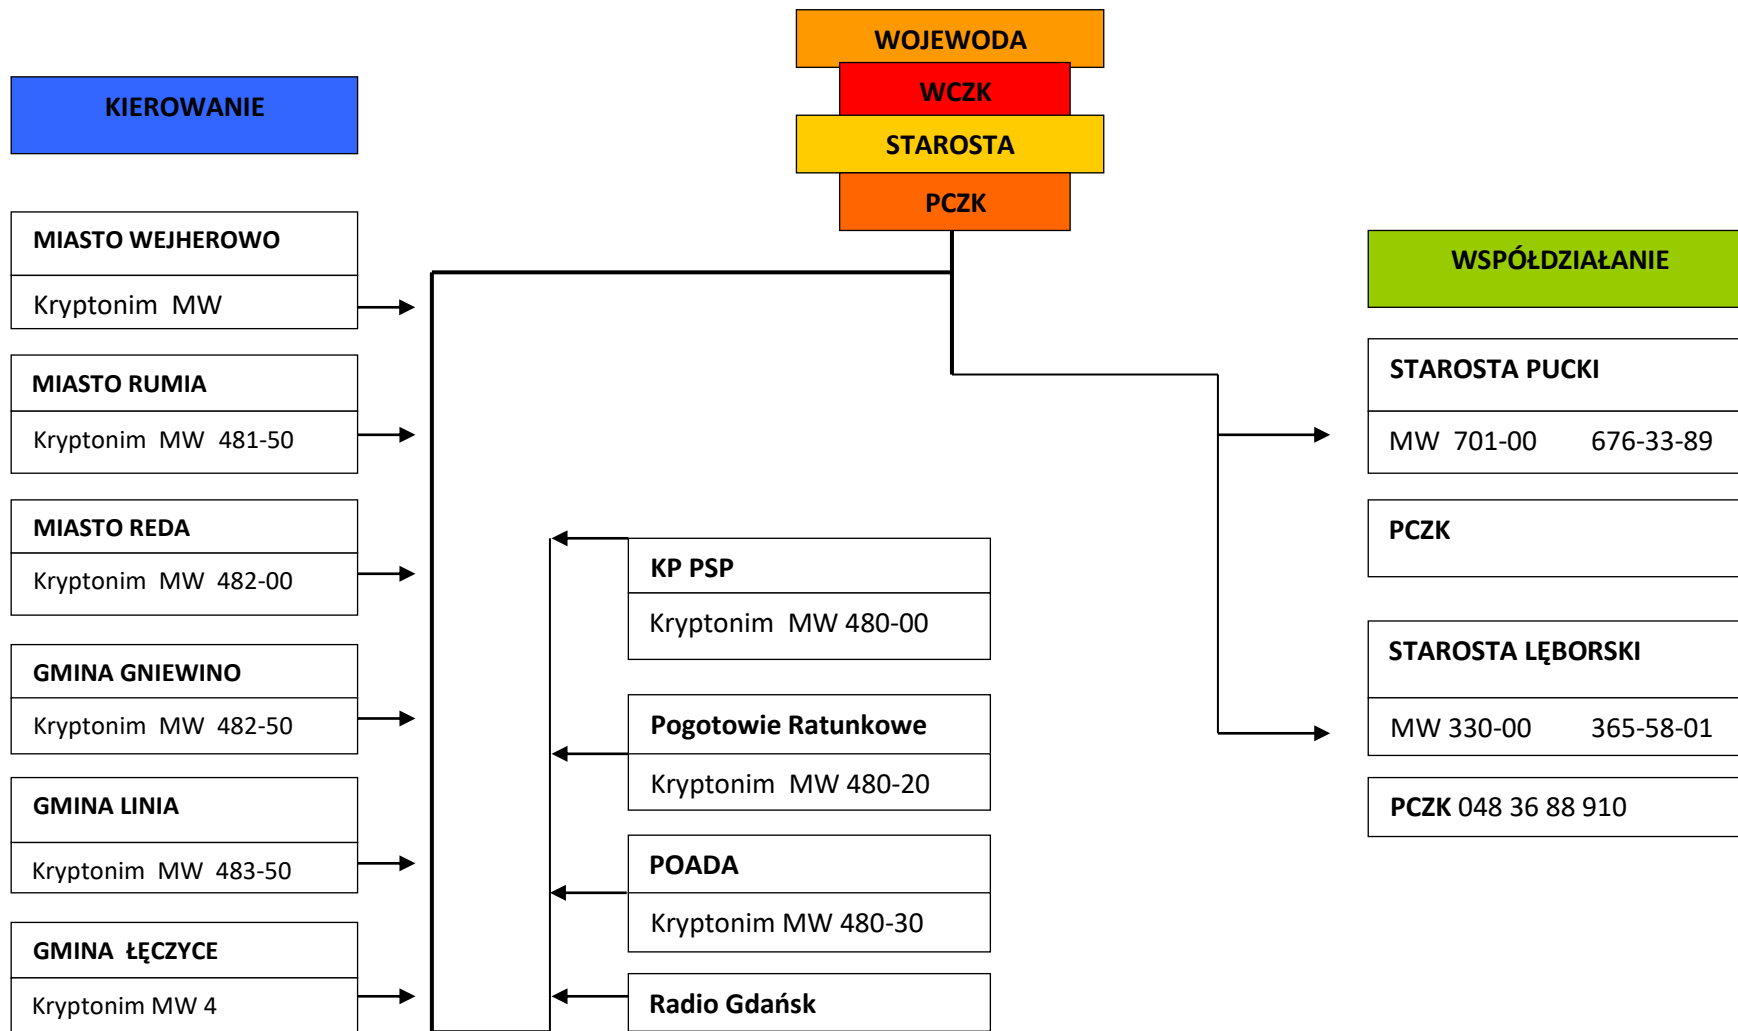 WOJEWODA
WCZK
STAROSTA
PCZK
KIEROWANIE
MIASTO WEJHEROWO
Kryptonim  MW
MIASTO RUMIA
Kryptonim  MW  481-50
MIASTO REDA
Kryptonim  MW  482-00
GMINA GNIEWINO
Kryptonim  MW  482-50
GMINA LINIA
Kryptonim  MW  483-50
GMINA  ŁĘCZYCE
Kryptonim MW 4
KP PSP
Kryptonim  MW 480-00
Pogotowie Ratunkowe
Kryptonim  MW 480-20
POADA
Kryptonim MW 480-30
Radio Gdańsk
WSPÓŁDZIAŁANIE
STAROSTA PUCKI
MW  701-00 676-33-89
PCZK
STAROSTA LĘBORSKI
MW 330-00 365-58-01
PCZK 048 36 88 910